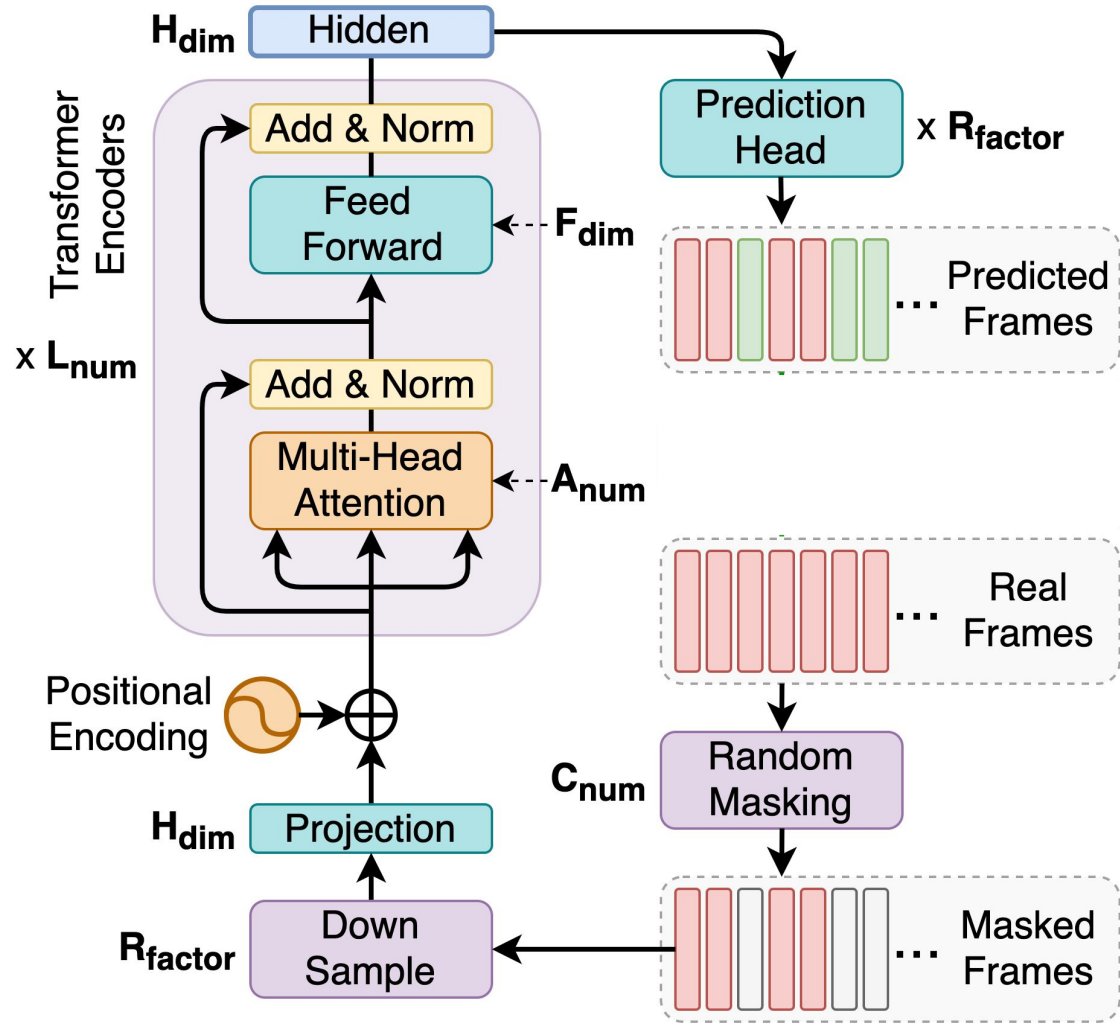 H_dim
Hidden
Transformer
Encoders
Add & Norm
Feed
Forward
F_dim
x L_num
Add & Norm
Multi-Head
Attention
A_num
Positional
Encoding
H_dim
Projection
R_factor
Down
Sample
Prediction
Head
x R_factor
Predicted
Frames
...
Real
Frames
...
C_num
Random
Masking
Masked
Frames
...